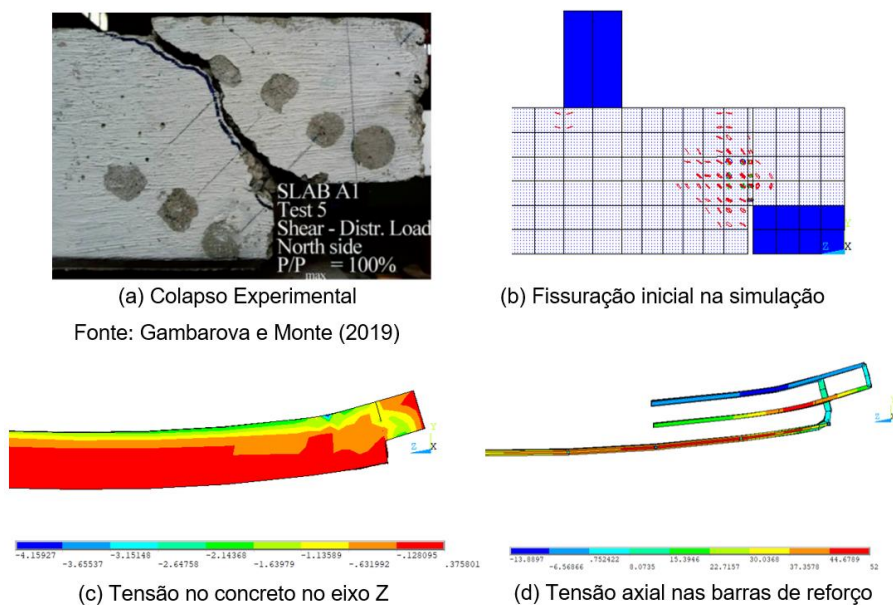 SLAB A1
Test 5
Shear - Distr. Load
North side
P/Pmax = 100%
(a) Colapso Experimental
Fonte: Gambarova e Monte (2019)
Y
Z X
(b) Fissuração inicial na simulação
Y
Z X
-4.15927 -3.15148 -2.14368 -1.13589 -.128095
-3.65537 -2.64758 -1.63979 -.631992 .375801
(c) Tensão no concreto no eixo Z
Z X
-13.8897 .752422 15.3946 30.0368 44.6789
-6.56866 8.0735 22.7157 37.3578 52
(d) Tensão axial nas barras de reforço